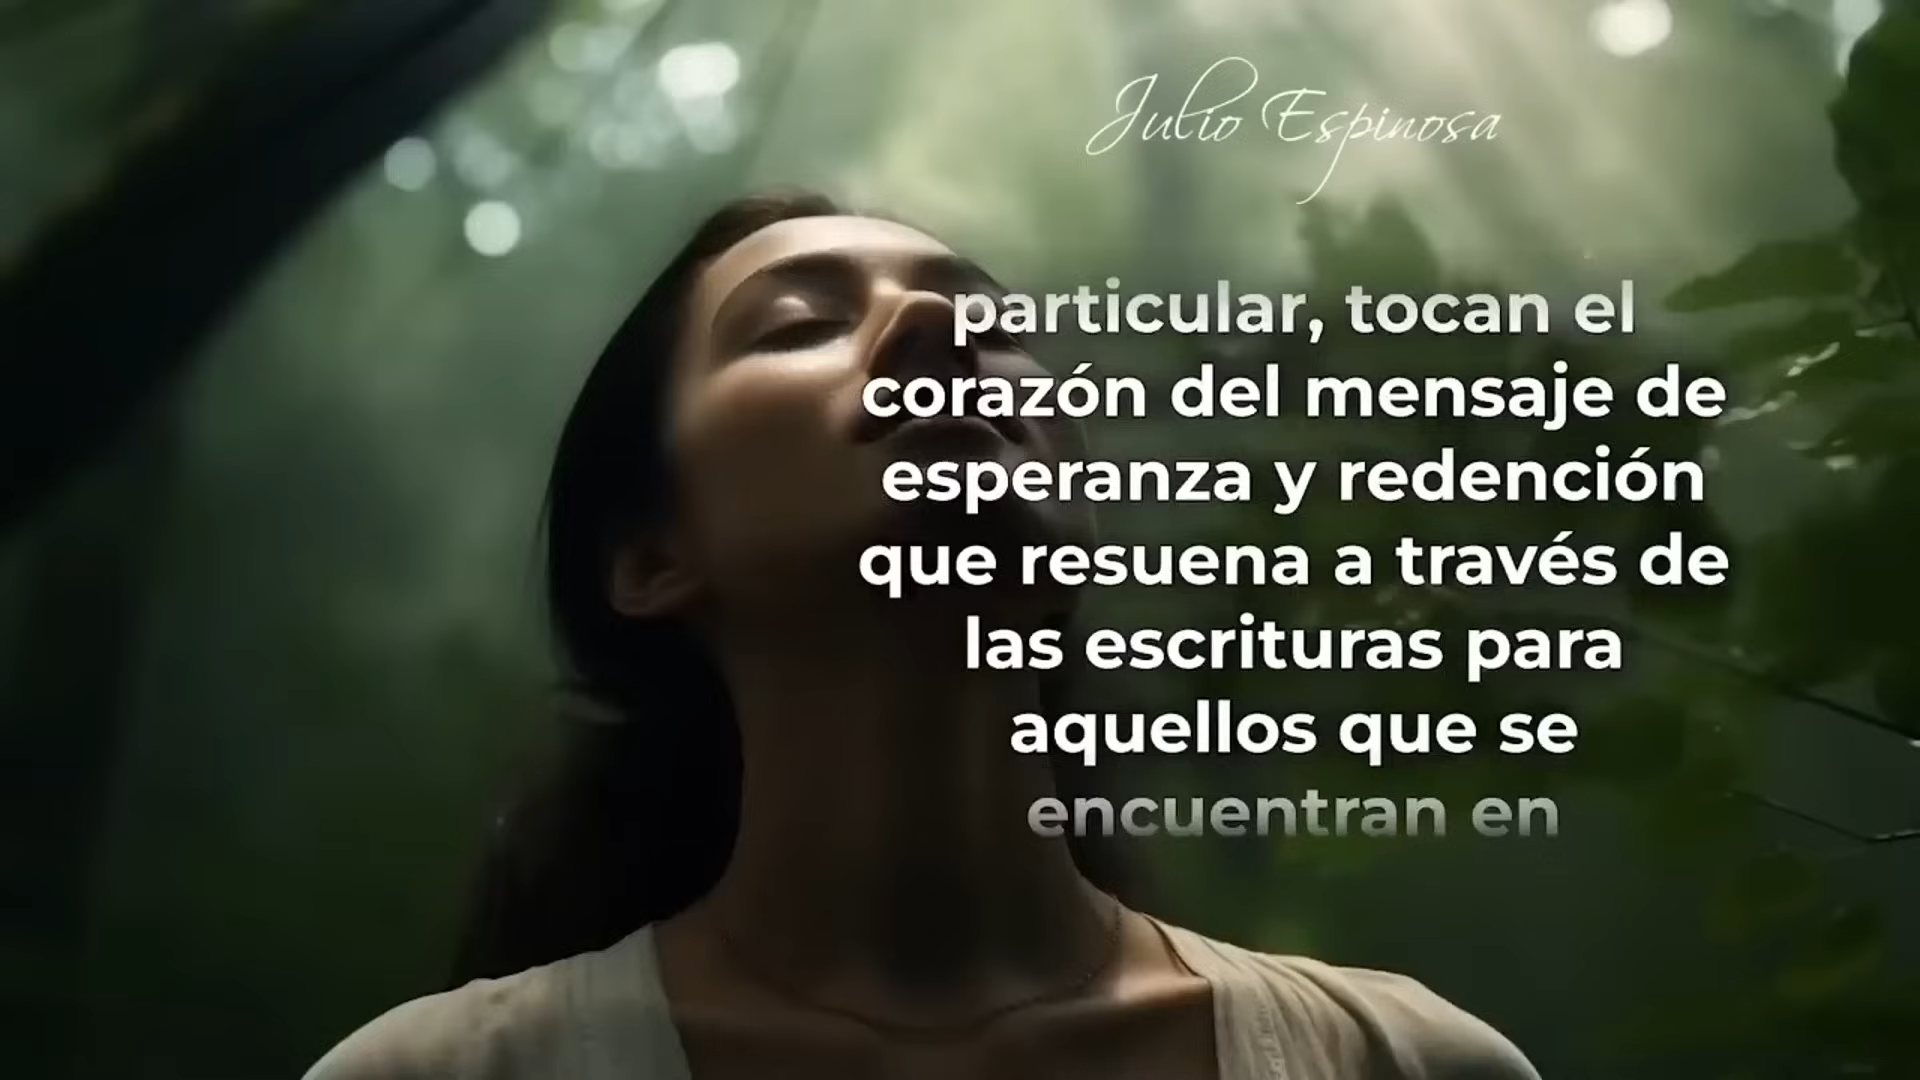 Julio Espinosa
particular, tocan el
corazón del mensaje de
esperanza y redención
que resuena a través de
las escrituras para
aquellos que se
encuentran en